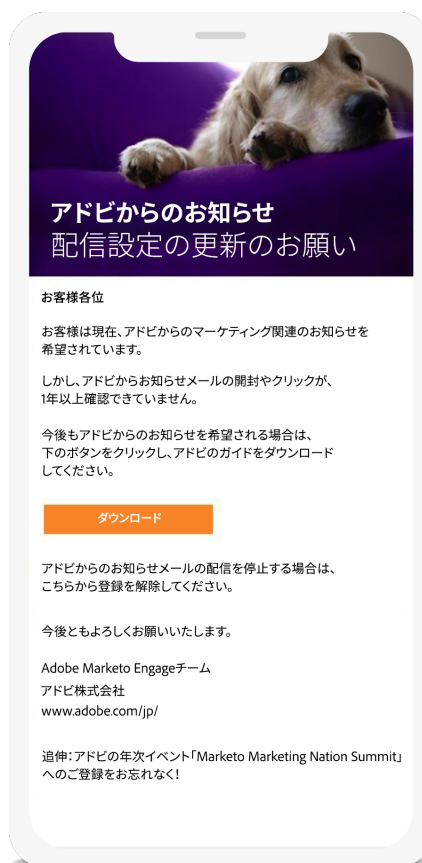 アドビからのお知らせ
配信設定の更新のお願い
お客様各位
お客様は現在、アドビからのマーケティング関連のお知らせを
希望されています。
しかし、アドビからお知らせメールの開封やクリックが、
1年以上確認できていません。
今後もアドビからのお知らせを希望される場合は、
下のボタンをクリックし、アドビのガイドをダウンロード
してください。
ダウンロード
アドビからのお知らせメールの配信を停止する場合は、
こちらから登録を解除してください。
今後ともよろしくお願いいたします。
Adobe Marketo Engageチーム
アドビ株式会社
www.adobe.com/jp/
追伸：アドビの年次イベント「Marketo Marketing Nation Summit」
へのご登録をお忘れなく！